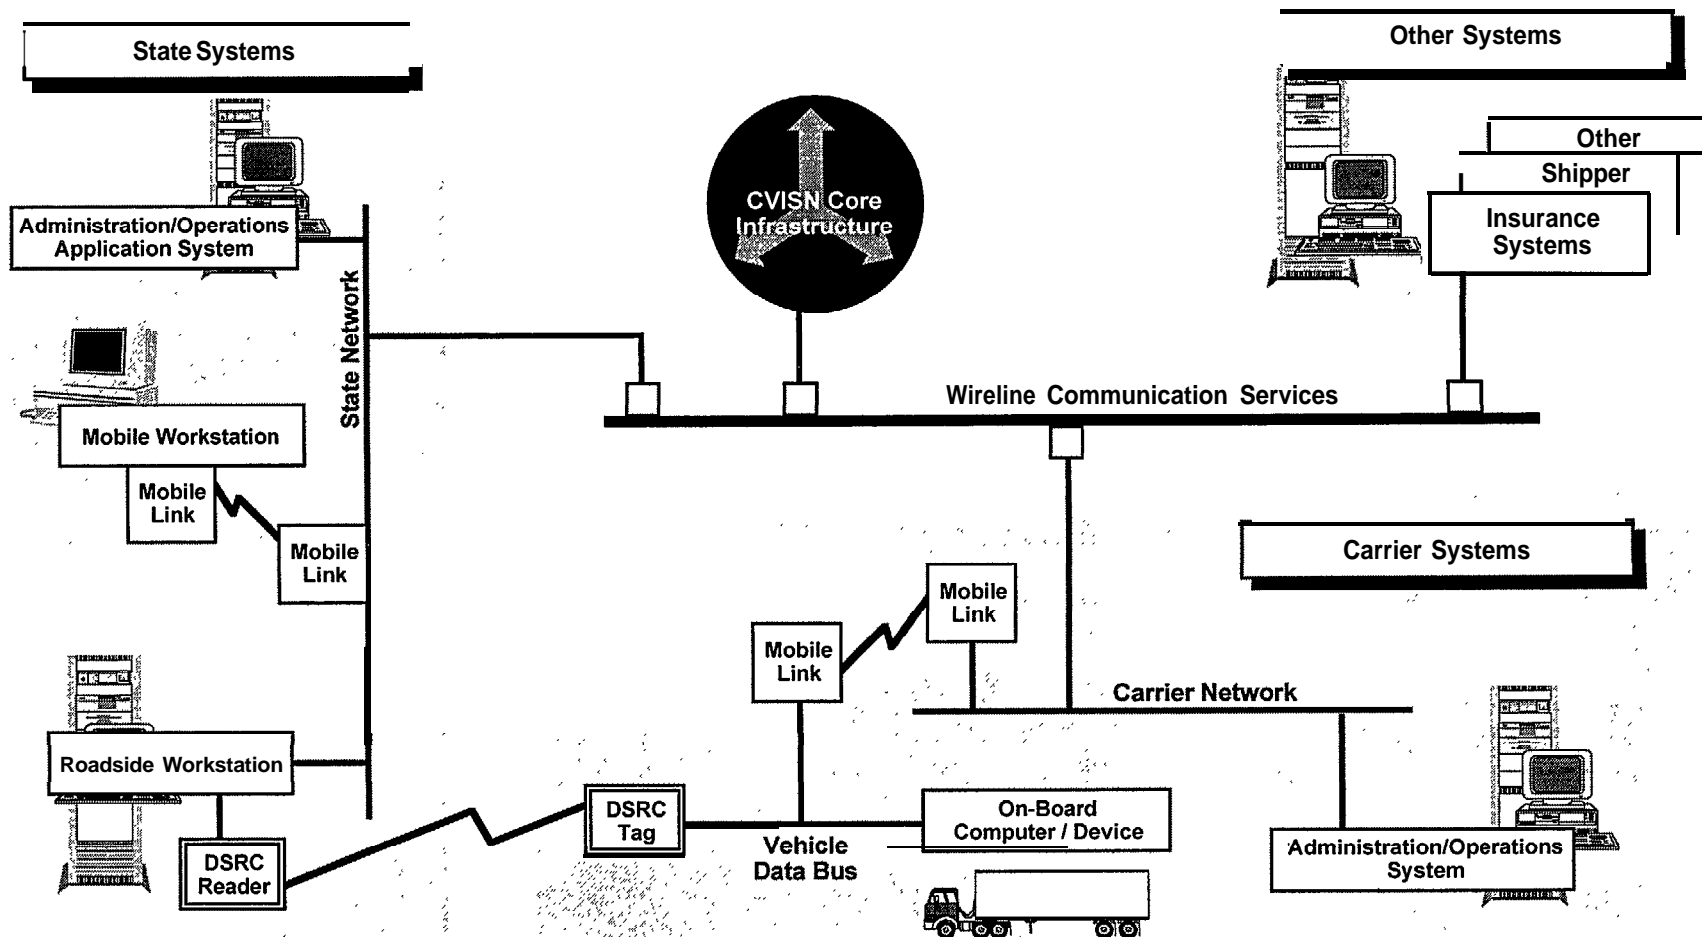 State Systems
Other Systems
Other
Shipper
Insurance
Systems
CVISN Core
Infrastructure
Administration/Operations
Application System
State Network
Wireline Communication Services
Mobile Workstation
Mobile
Link
Mobile
Link
Carrier Systems
Mobile
Link
Mobile
Link
Carrier Network
Roadside Workstation
DSRC
Reader
DSRC
Tag
Vehicle
Data Bus
On-Board
Computer / Device
Administration/Operations
System